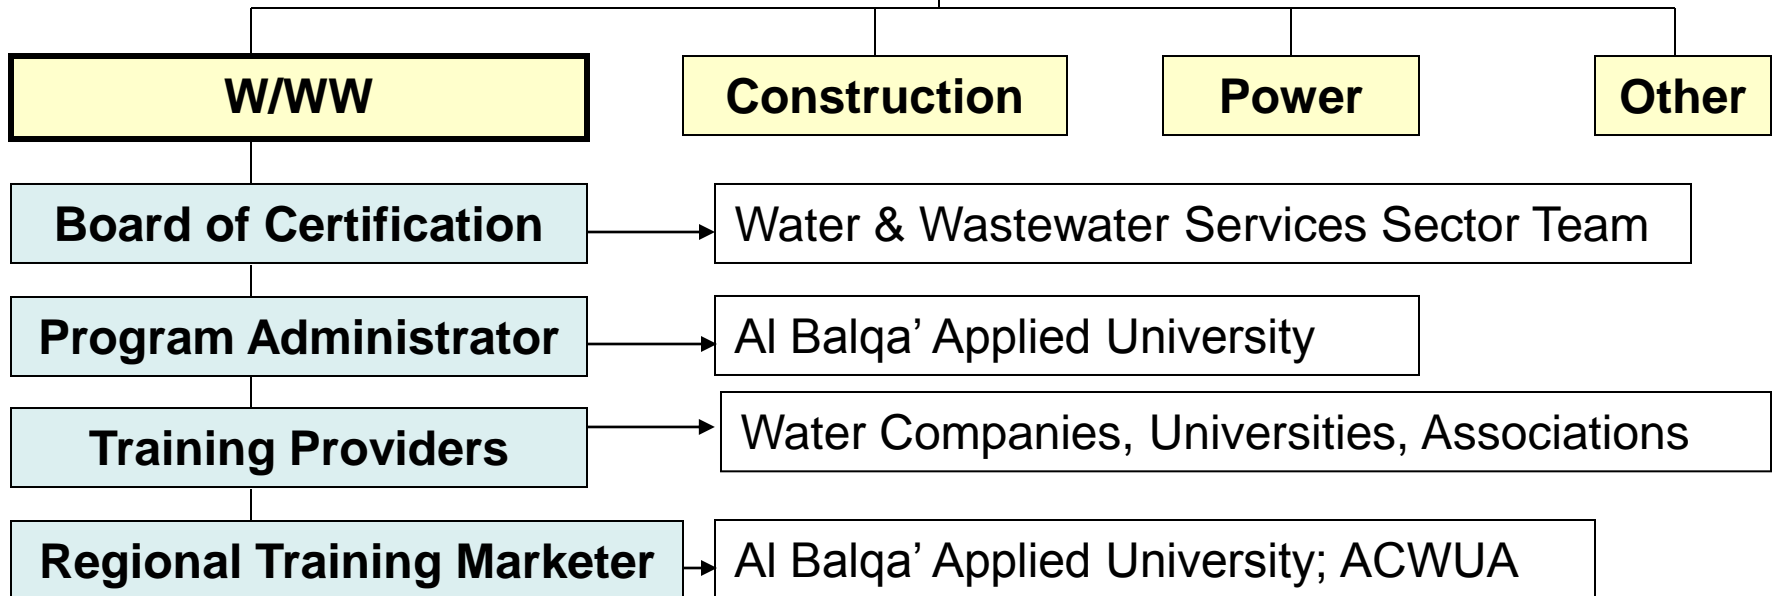 W/WW
Construction
Power
Other
Board of Certification
Water & Wastewater Services Sector Team
Program Administrator
Al Balqa’ Applied University
Training Providers
Water Companies, Universities, Associations
Regional Training Marketer
Al Balqa’ Applied University; ACWUA